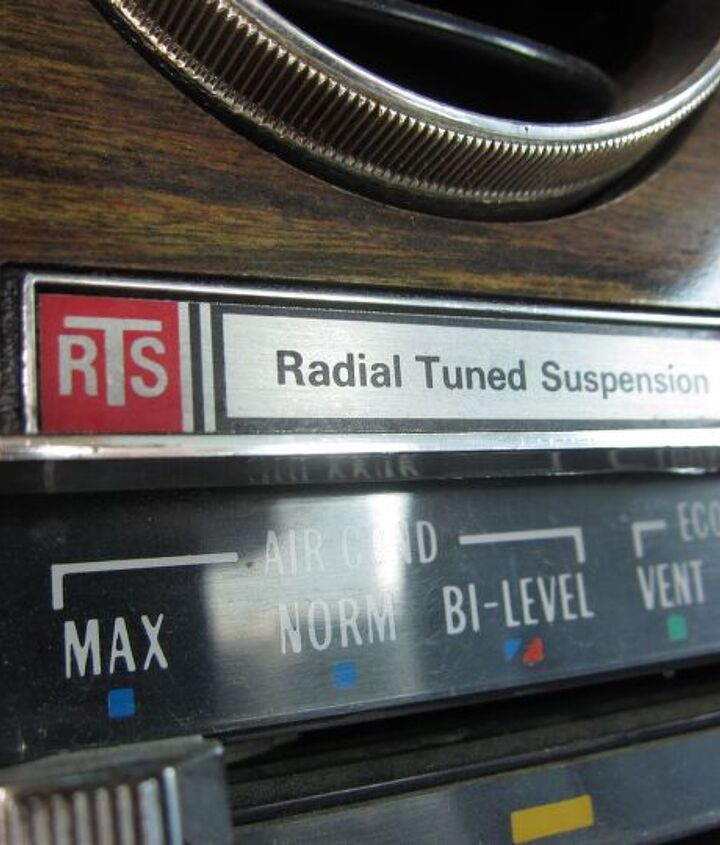 RTS Radial Tuned Suspension
AIR COND ECO
MAX NORM BI-LEVEL VENT